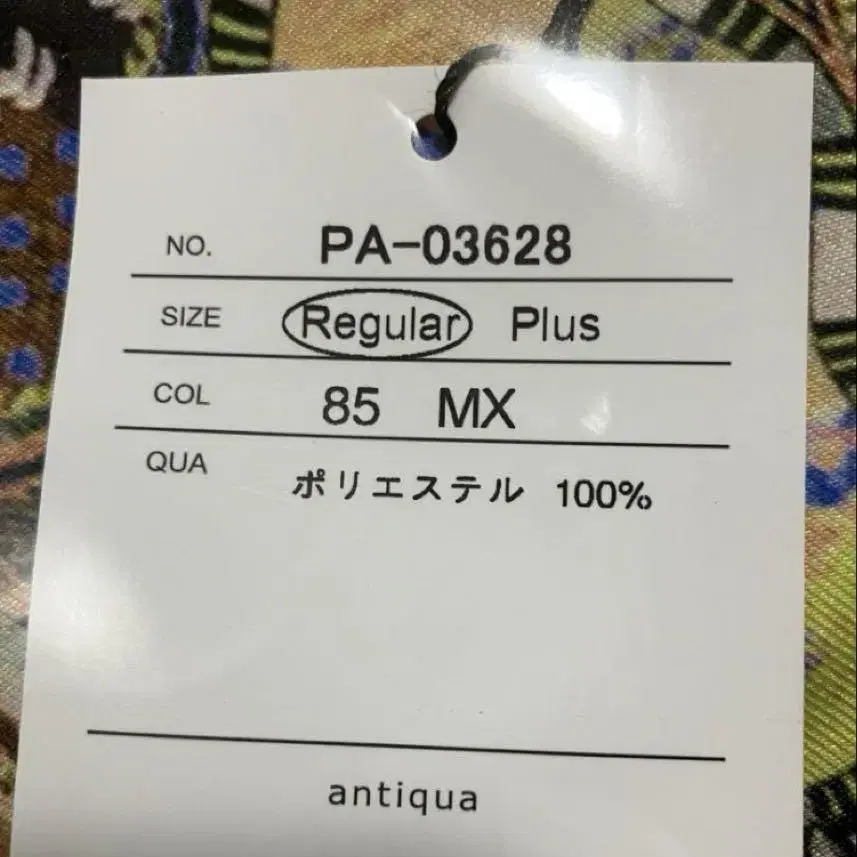 NO. PA-03628
SIZE Regular Plus
COL 85 MX
QUA ポリエステル 100%
antiqua